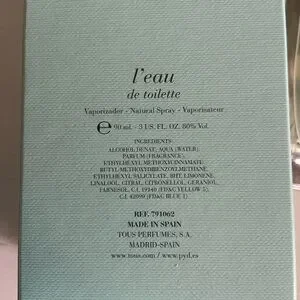 l'eau
de toilette
Vaporizador - Natural Spray - Vaporisateur
℮ 90 ml. - 3 US. FL. OZ. 80% Vol.
INGREDIENTS:
ALCOHOL DENAT, AQUA (WATER),
PARFUM (FRAGRANCE),
ETHYLHEXYL METHOXYCINNAMATE,
BUTYL METHOXYDIBENZOYLMETHANE,
ETHYLHEXYL SALICYLATE, BHT, LIMONENE,
LINALOOL, CITRAL, CITRONELLOL, GERANIOL,
FARNESOL, C.I. 19140 (FD&C YELLOW 5),
C.I. 42090 (FD&C BLUE 1)
REF. 791062
MADE IN SPAIN
TOUS PERFUMES, S.A.
MADRID-SPAIN
www.tous.com / www.pyd.es